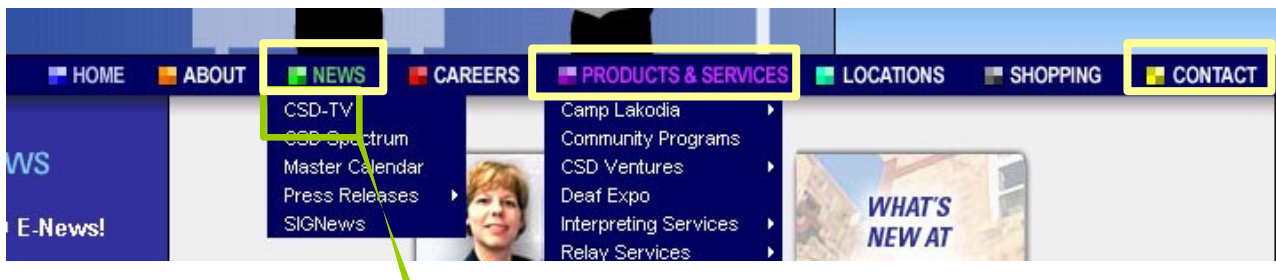 HOME ABOUT NEWS CAREERS PRODUCTS & SERVICES LOCATIONS SHOPPING CONTACT
CSD-TV
CSD Spectrum
Master Calendar
Press Releases
SIGNews
Camp Lakodia
Community Programs
CSD Ventures
Deaf Expo
Interpreting Services
Relay Services
E-News!
WHAT'S
NEW AT